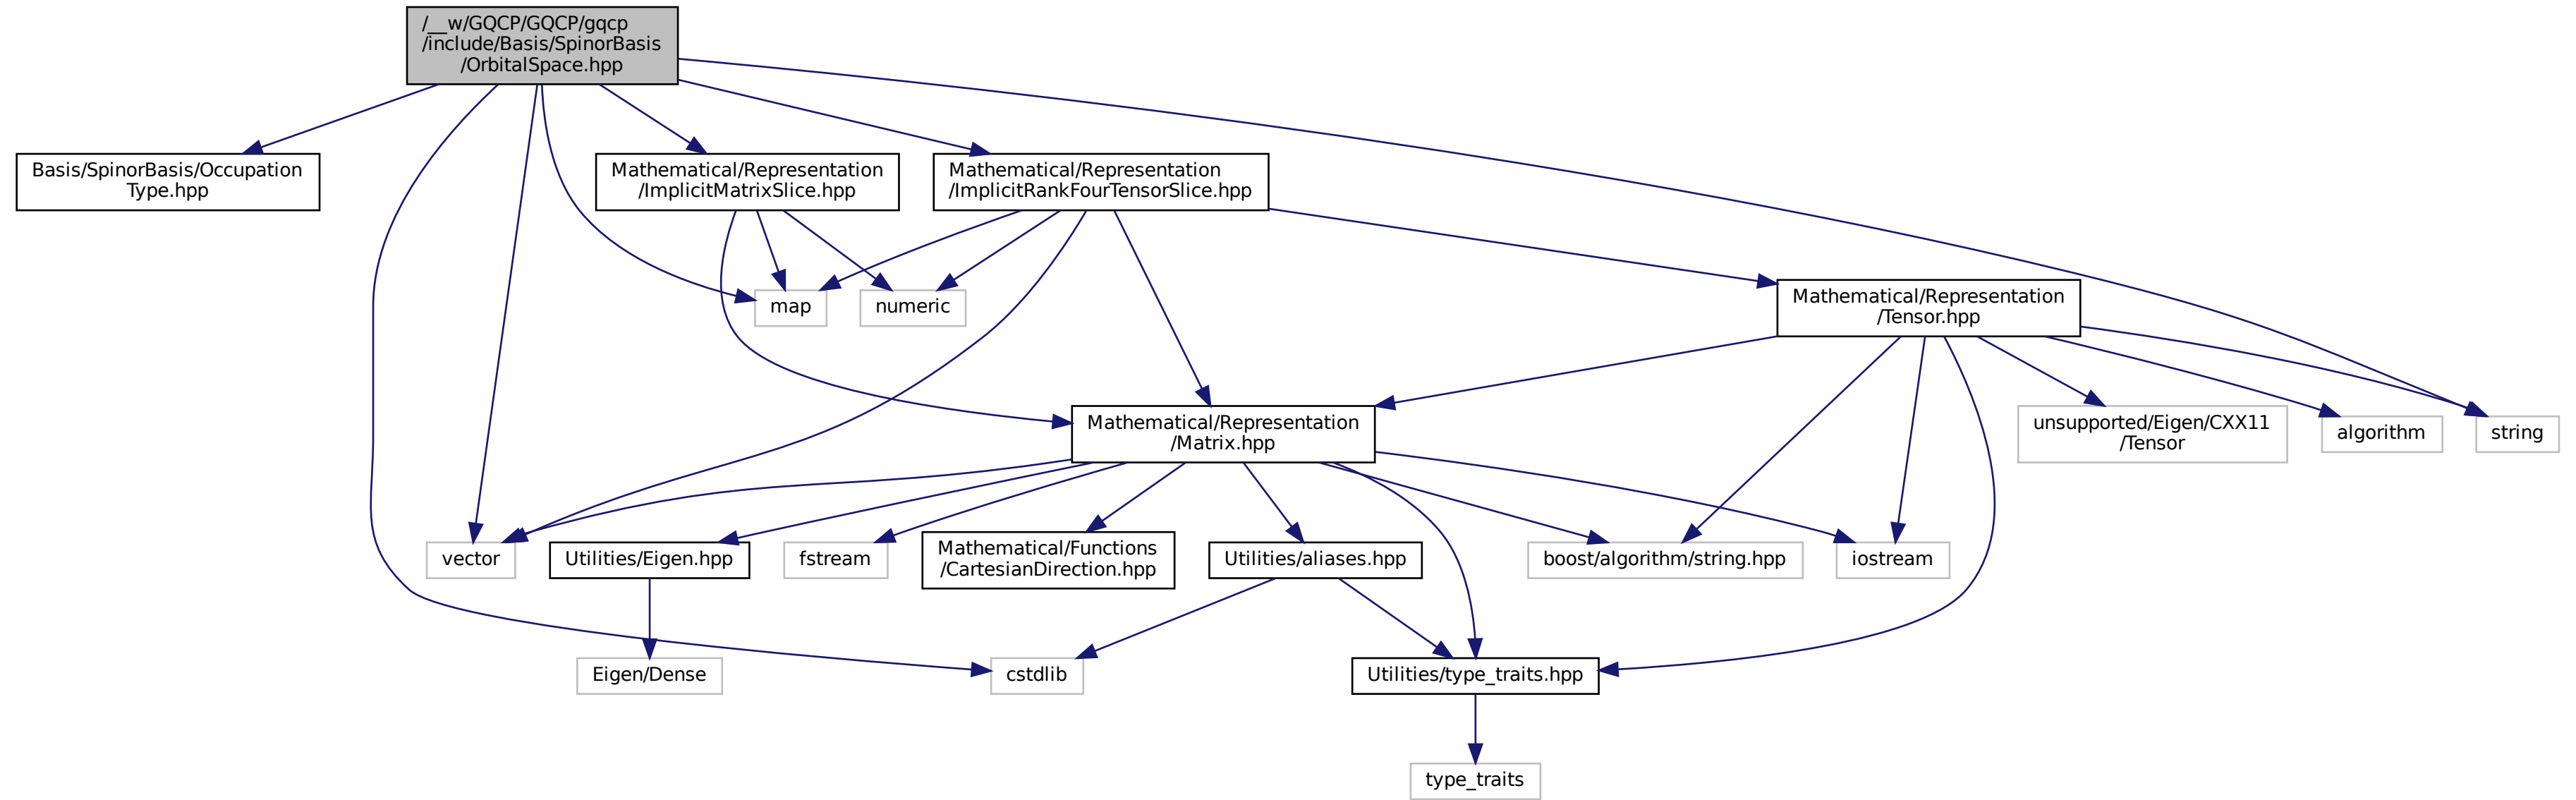 /__w/GQCP/GQCP/gqcp
/include/Basis/SpinorBasis
/OrbitalSpace.hpp
Basis/SpinorBasis/Occupation
Type.hpp
Mathematical/Representation
/ImplicitMatrixSlice.hpp
Mathematical/Representation
/ImplicitRankFourTensorSlice.hpp
map
numeric
Mathematical/Representation
/Tensor.hpp
Mathematical/Representation
/Matrix.hpp
unsupported/Eigen/CXX11
/Tensor
algorithm
string
vector
Utilities/Eigen.hpp
fstream
Mathematical/Functions
/CartesianDirection.hpp
Utilities/aliases.hpp
boost/algorithm/string.hpp
iostream
Eigen/Dense
cstdlib
Utilities/type_traits.hpp
type_traits